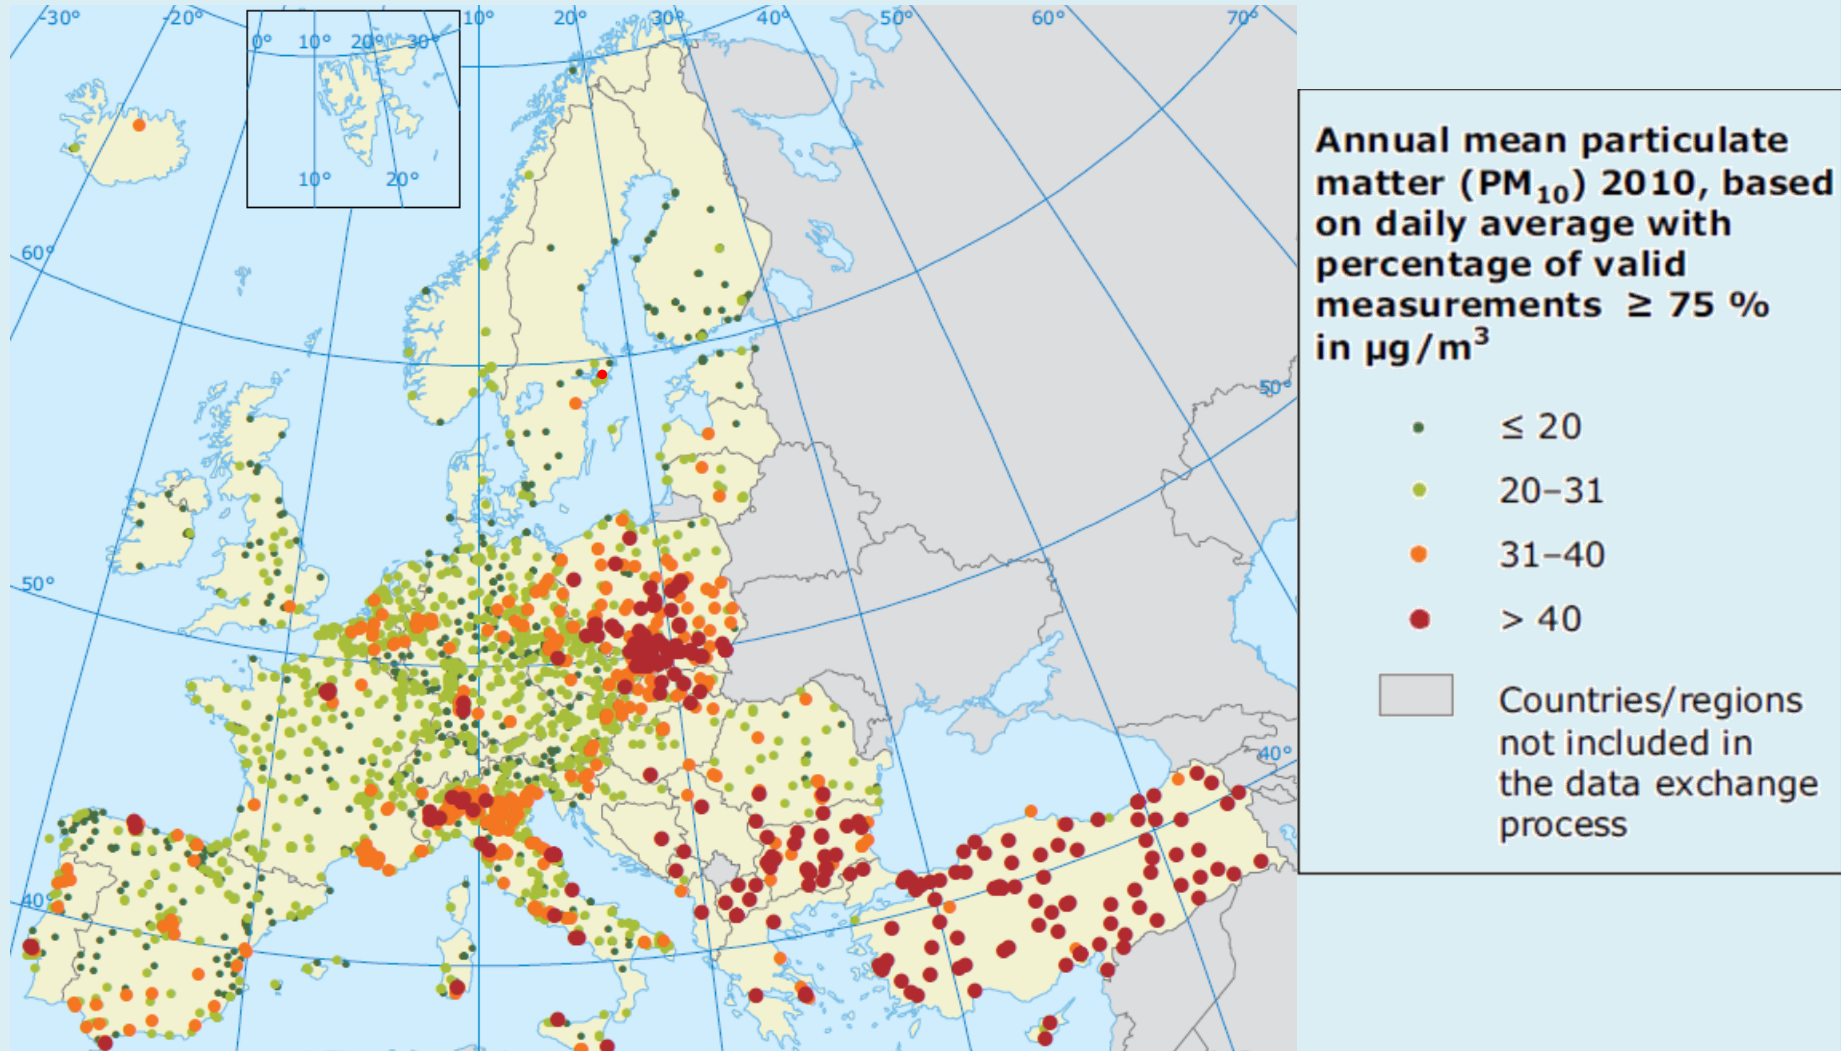 -30°
-20°
10°
20°
30°
40°
50°
60°
70°
0° 10° 20° 30°
10° 20°
60°
50°
50°
40°
40°
Annual mean particulate
matter (PM₁₀) 2010, based
on daily average with
percentage of valid
measurements ≥ 75 %
in µg/m³
≤ 20
20–31
31–40
> 40
Countries/regions
not included in
the data exchange
process